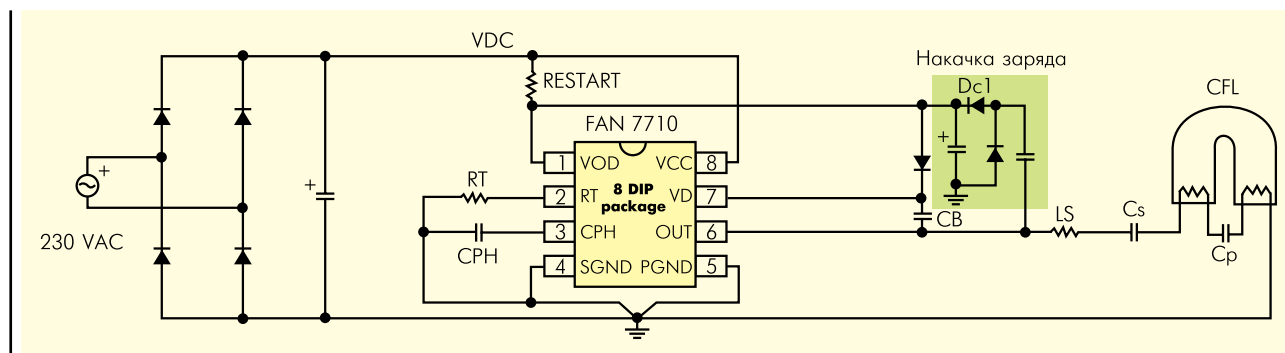 VDC
RESTART
Накачка заряда
Dc1
CFL
FAN 7710
230 VAC
+
+
+
1 VOD VCC 8
2 RT VD 7
3 CPH OUT 6
4 SGND PGND 5
8 DIP
package
RT
CPH
CB
LS
Cs
Cp